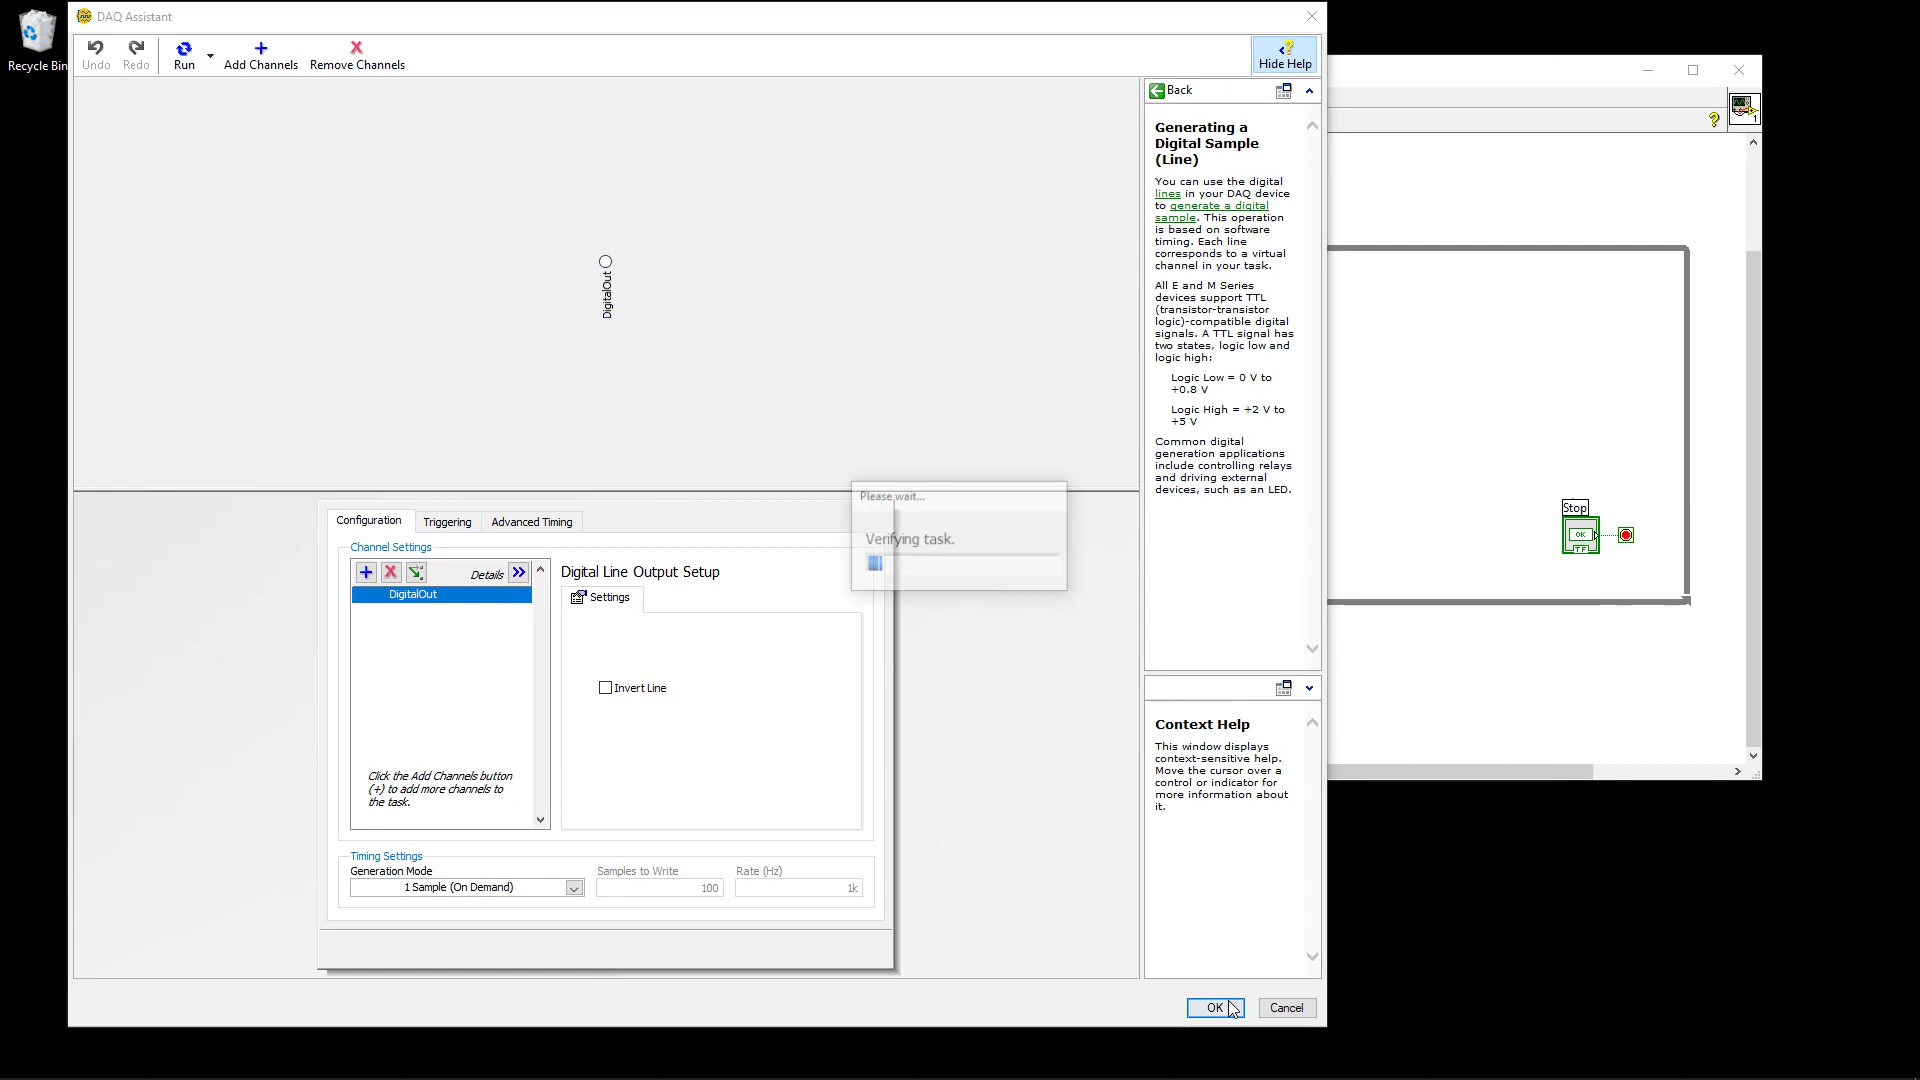 Recycle Bin
DAQ Assistant
Undo
Redo
Run
Add Channels
Remove Channels
Hide Help
DigitalOut
Back
Generating a
Digital Sample
(Line)
You can use the digital
lines in your DAQ device
to generate a digital
sample. This operation
is based on software
timing. Each line
corresponds to a virtual
channel in your task.
All E and M Series
devices support TTL
(transistor-transistor
logic)-compatible digital
signals. A TTL signal has
two states, logic low and
logic high:
Logic Low = 0 V to
+0.8 V
Logic High = +2 V to
+5 V
Common digital
generation applications
include controlling relays
and driving external
devices, such as an LED.
Please wait...
Verifying task.
Configuration
Triggering
Advanced Timing
Channel Settings
Details
DigitalOut
Click the Add Channels button
(+) to add more channels to
the task.
Digital Line Output Setup
Settings
Invert Line
Timing Settings
Generation Mode
1 Sample (On Demand)
Samples to Write
100
Rate (Hz)
1k
Context Help
This window displays
context-sensitive help.
Move the cursor over a
control or indicator for
more information about
it.
OK
Cancel
1
Stop
OK
TF